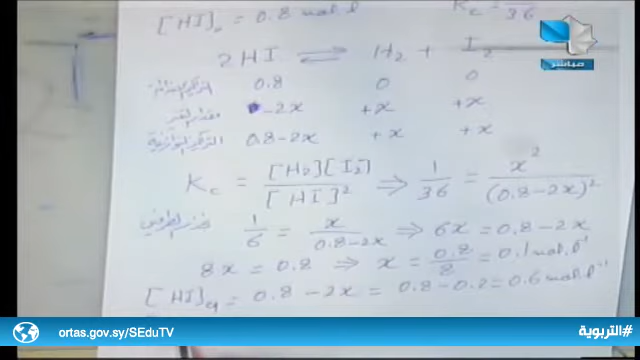 [HI]₀ = 0.8 mol.l
Kc = 1/36
مباشر
2HI ⇌ H₂ + I₂
0.8 0 0
-2x +x +x
0.8-2x +x +x
Kc = [H₂][I₂]/[HI]² ⇒ 1/36 = x²/(0.8-2x)²
1/6 = x/(0.8-2x) ⇒ 6x = 0.8-2x
8x = 0.8 ⇒ x = 0.8/8 = 0.1 mol.l⁻¹
[HI]eq = 0.8-2x = 0.8-0.2 = 0.6 mol.l⁻¹
ortas.gov.sy/SEduTV
#التربوية